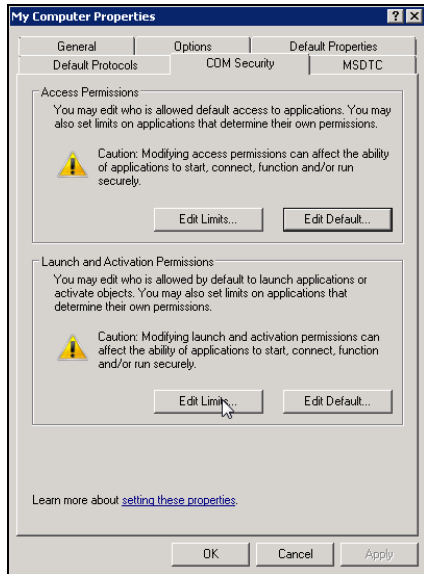 My Computer Properties
General Options Default Properties
Default Protocols COM Security MSDTC
Access Permissions
You may edit who is allowed default access to applications. You may
also set limits on applications that determine their own permissions.
Caution: Modifying access permissions can affect the ability
of applications to start, connect, function and/or run
securely.
Edit Limits... Edit Default...
Launch and Activation Permissions
You may edit who is allowed by default to launch applications or
activate objects. You may also set limits on applications that
determine their own permissions.
Caution: Modifying launch and activation permissions can
affect the ability of applications to start, connect, function
and/or run securely.
Edit Limits... Edit Default...
Learn more about setting these properties.
OK Cancel Apply